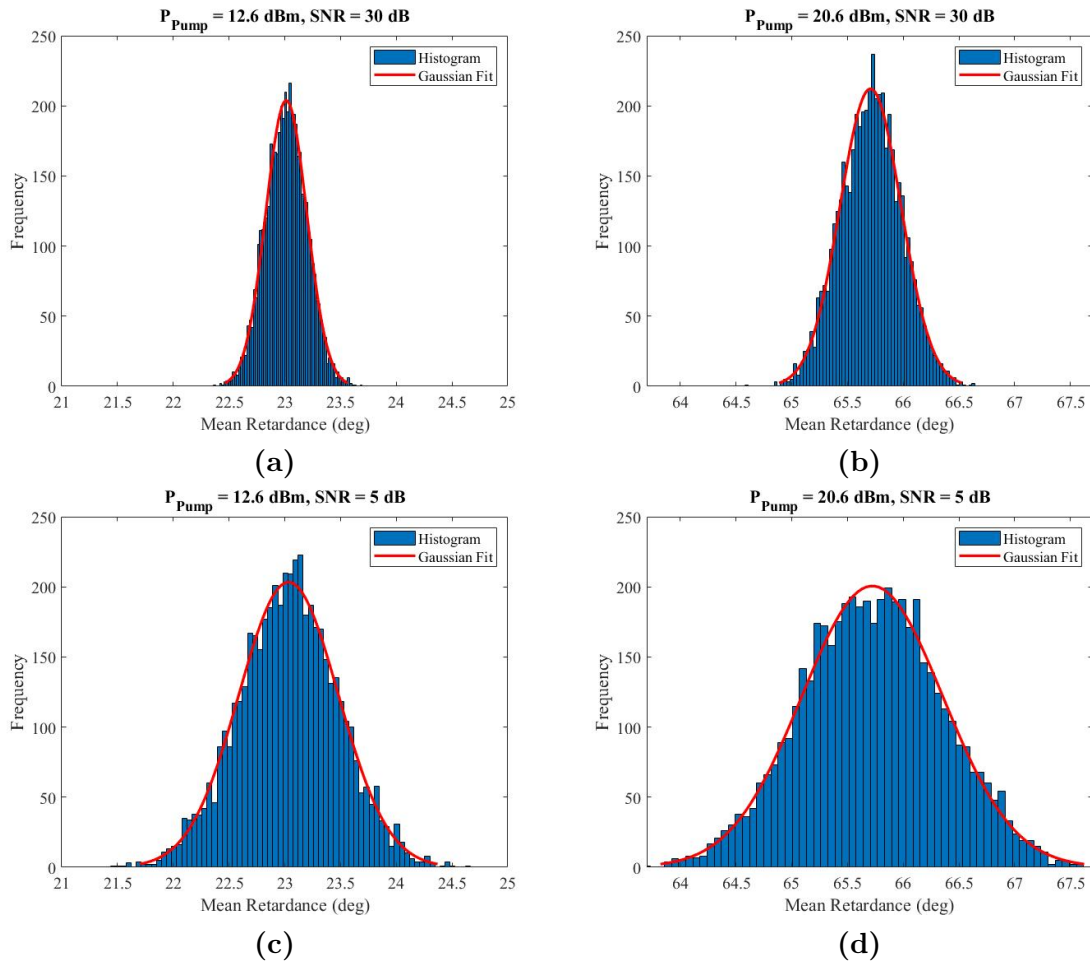 P_Pump = 12.6 dBm, SNR = 30 dB
250
200
150
100
50
0
Frequency
Histogram
Gaussian Fit
21 21.5 22 22.5 23 23.5 24 24.5 25
Mean Retardance (deg)
(a)
P_Pump = 20.6 dBm, SNR = 30 dB
250
200
150
100
50
0
Frequency
Histogram
Gaussian Fit
64 64.5 65 65.5 66 66.5 67 67.5
Mean Retardance (deg)
(b)
P_Pump = 12.6 dBm, SNR = 5 dB
250
200
150
100
50
0
Frequency
Histogram
Gaussian Fit
21 21.5 22 22.5 23 23.5 24 24.5 25
Mean Retardance (deg)
(c)
P_Pump = 20.6 dBm, SNR = 5 dB
250
200
150
100
50
0
Frequency
Histogram
Gaussian Fit
64 64.5 65 65.5 66 66.5 67 67.5
Mean Retardance (deg)
(d)